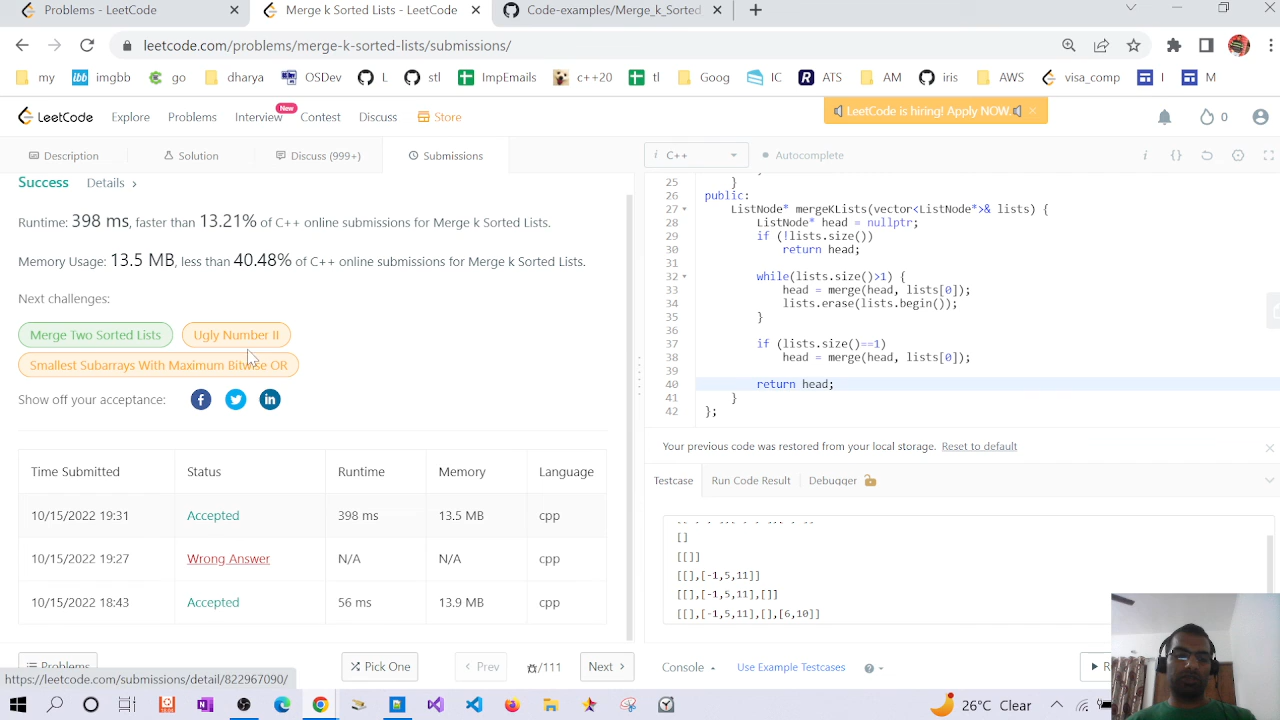 Problems - LeetCode
Merge k Sorted Lists - LeetCode
Code-examples/Merge_k_Sorted
leetcode.com/problems/merge-k-sorted-lists/submissions/
my
imgbb
go
dharya
OSDev
L
stl
ImpEmails
c++20
tl
Goog
IC
ATS
AM
iris
AWS
visa_comp
I
M
LeetCode
Explore
Problems
Interview
New
Contest
Discuss
Store
LeetCode is hiring! Apply NOW.
0
Description
Solution
Discuss (999+)
Submissions
i C++
Autocomplete
Success Details >
Runtime: 398 ms, faster than 13.21% of C++ online submissions for Merge k Sorted Lists.
Memory Usage: 13.5 MB, less than 40.48% of C++ online submissions for Merge k Sorted Lists.
Next challenges:
Merge Two Sorted Lists
Ugly Number II
Smallest Subarrays With Maximum Bitwise OR
Show off your acceptance:
Time Submitted Status Runtime Memory Language
10/15/2022 19:31 Accepted 398 ms 13.5 MB cpp
10/15/2022 19:27 Wrong Answer N/A N/A cpp
10/15/2022 18:43 Accepted 56 ms 13.9 MB cpp
25 }
26 public:
27 ListNode* mergeKLists(vector<ListNode*>& lists) {
28 ListNode* head = nullptr;
29 if (!lists.size())
30 return head;
31
32 while(lists.size()>1) {
33 head = merge(head, lists[0]);
34 lists.erase(lists.begin());
35 }
36
37 if (lists.size()==1)
38 head = merge(head, lists[0]);
39
40 return head;
41 }
42 };
Your previous code was restored from your local storage. Reset to default
Testcase
Run Code Result
Debugger
[]
[[]]
[[],[-1,5,11]]
[[],[-1,5,11],[]]
[[],[-1,5,11],[],[6,10]]
Problems
Pick One
< Prev
/111
Next >
Console
Use Example Testcases
https://leetcode.com/submissions/detail/822967090/
26°C Clear